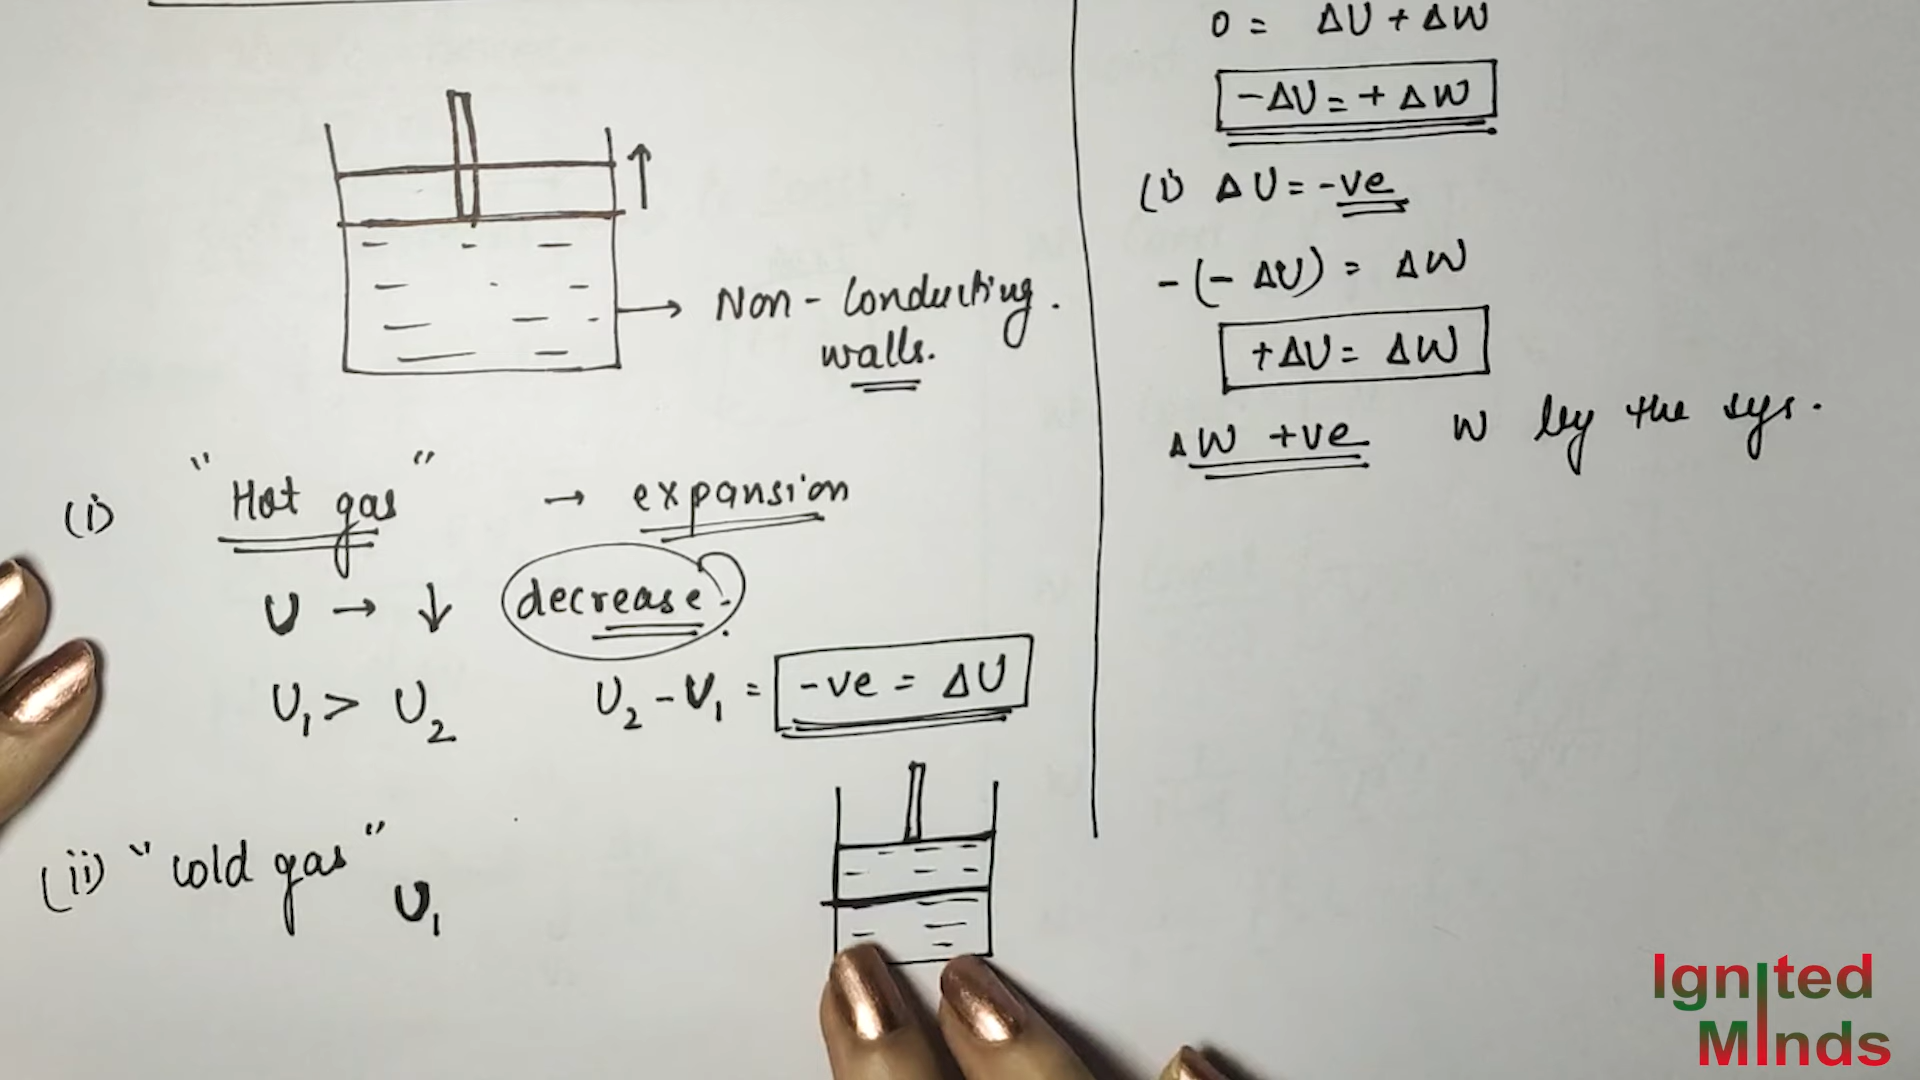 Non-Conducting.
walls.
(i) "Hot gas" → expansion
U → ↓ decrease.
U₁ > U₂ U₂ - U₁ = -ve = ΔU
(ii) "cold gas" U₁
0 = ΔU + ΔW
-ΔU = + ΔW
(i) ΔU = -ve
-(- ΔU) = ΔW
+ΔU = ΔW
ΔW +ve W by the sys.
Ignited
Minds